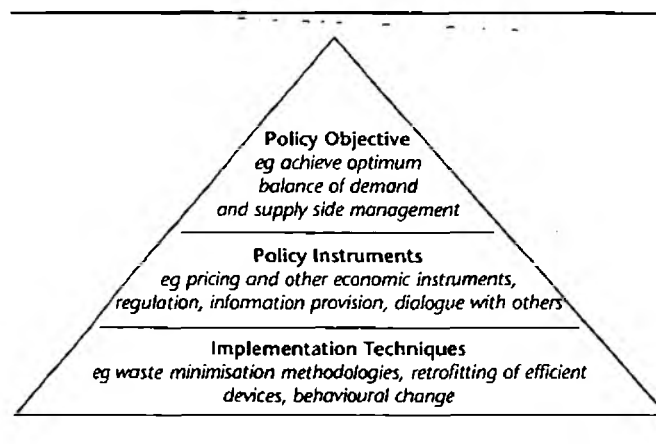 Policy Objective
eg achieve optimum
balance of demand
and supply side management
Policy Instruments
eg pricing and other economic instruments,
regulation, information provision, dialogue with others
Implementation Techniques
eg waste minimisation methodologies, retrofitting of efficient
devices, behavioural change